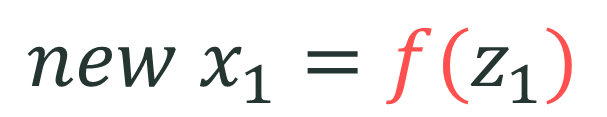 new x₁ = f(z₁)